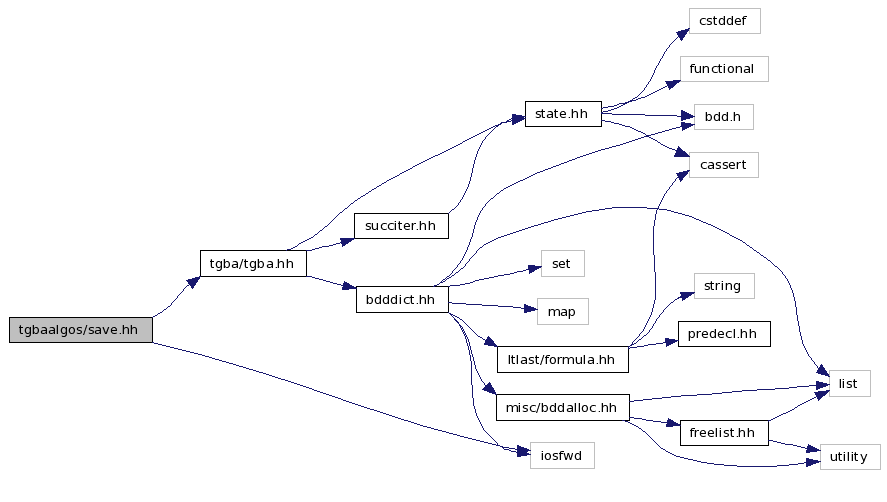 cstddef
functional
state.hh
bdd.h
cassert
succiter.hh
tgba/tgba.hh
set
bdddict.hh
string
map
tgbaalgos/save.hh
predecl.hh
ltlast/formula.hh
list
misc/bddalloc.hh
freelist.hh
iosfwd
utility